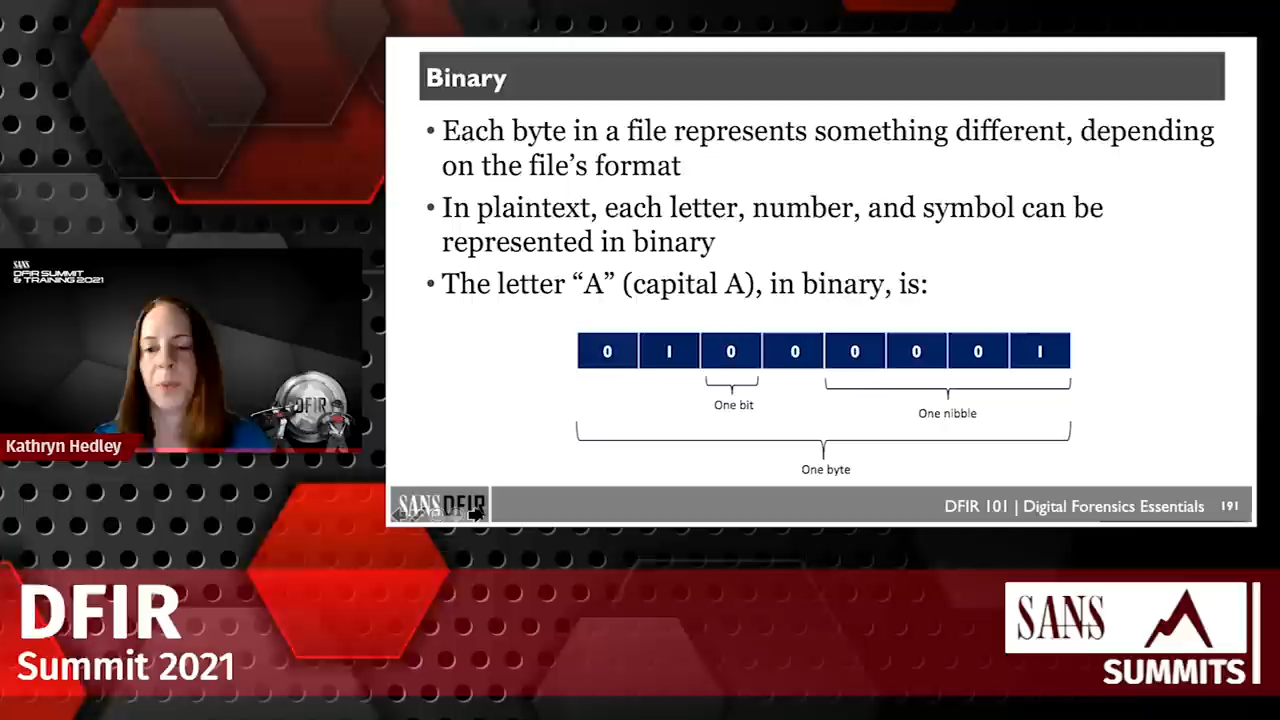 Binary
• Each byte in a file represents something different, depending
on the file's format
• In plaintext, each letter, number, and symbol can be
represented in binary
• The letter “A” (capital A), in binary, is:
0 1 0 0 0 0 0 1
One bit
One nibble
One byte
SANS DFIR
DFIR 101 | Digital Forensics Essentials 191
SANS
DFIR SUMMIT
& TRAINING 2021
DFIR
Kathryn Hedley
DFIR
Summit 2021
SANS
SUMMITS